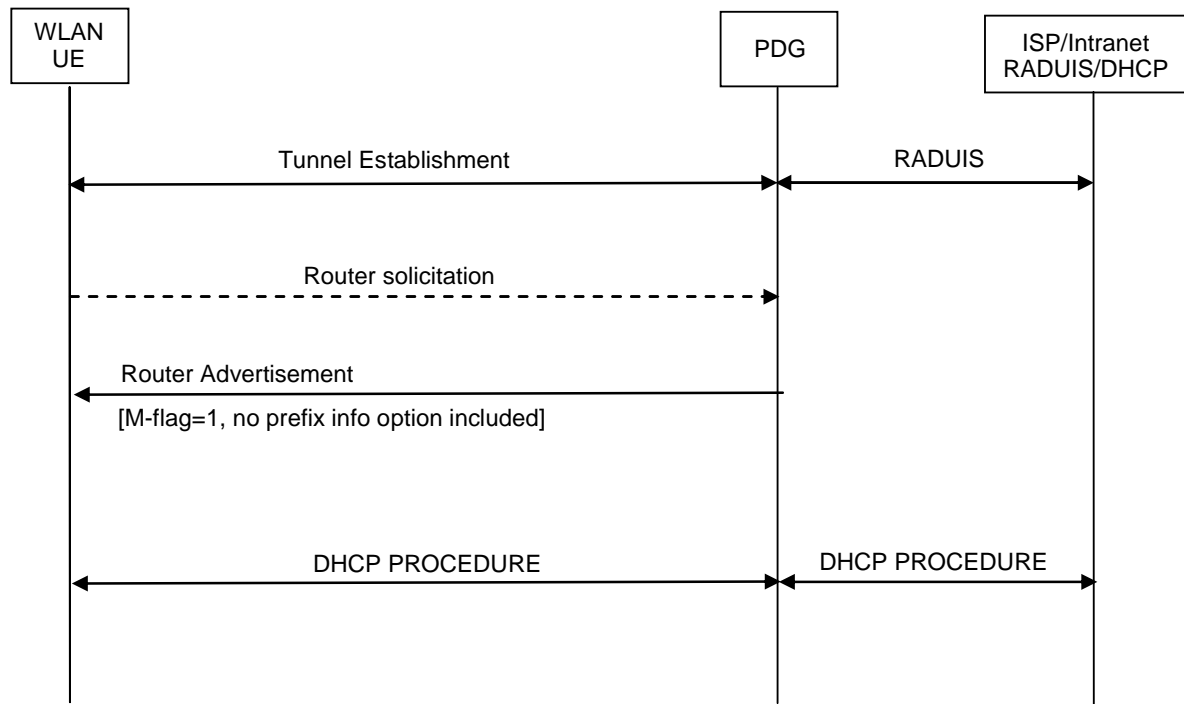 WLAN
UE
PDG
ISP/Intranet
RADUIS/DHCP
Tunnel Establishment
RADUIS
Router solicitation
Router Advertisement
[M-flag=1, no prefix info option included]
DHCP PROCEDURE
DHCP PROCEDURE